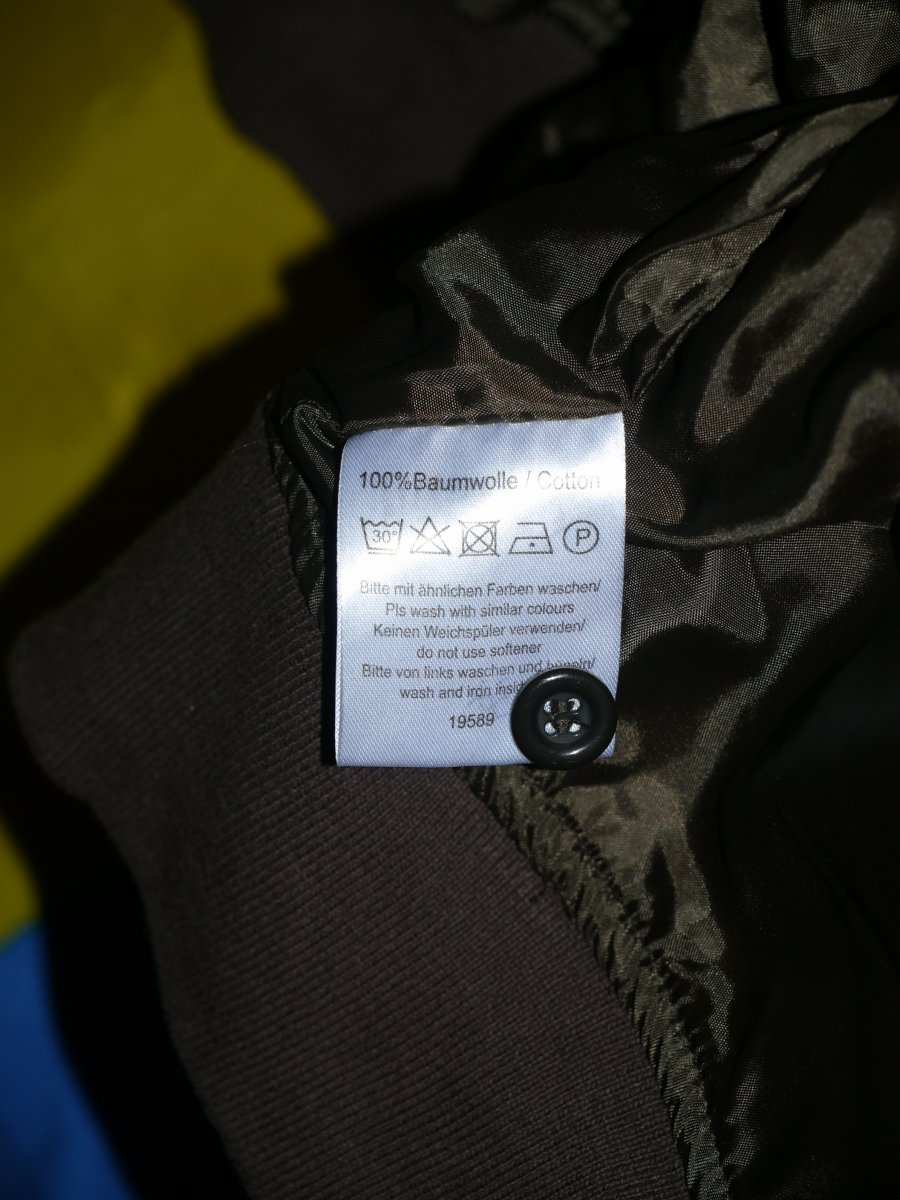 100%Baumwolle / Cotton
30°
P
Bitte mit ähnlichen Farben waschen/
Pls wash with similar colours
Keinen Weichspüler verwenden/
do not use softener
Bitte von links waschen und bügeln/
wash and iron
19589